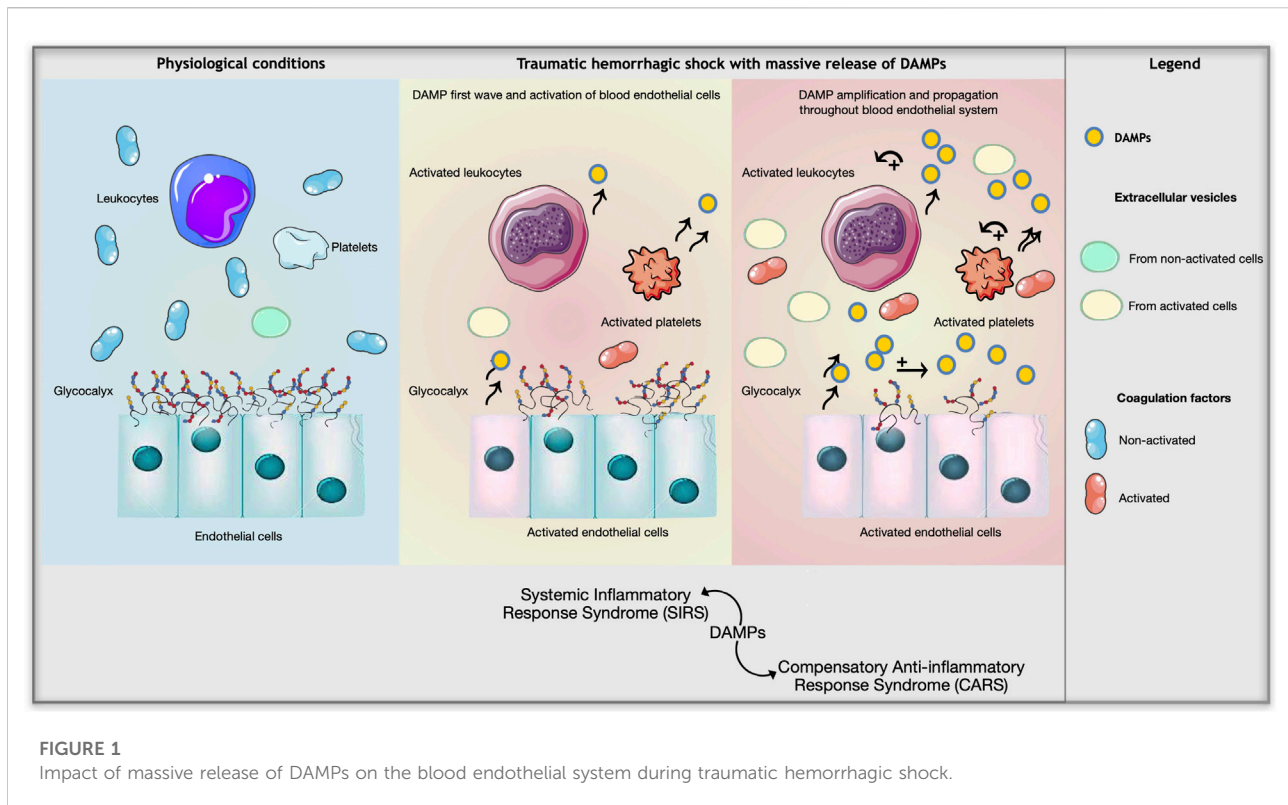 Physiological conditions
Traumatic hemorrhagic shock with massive release of DAMPs
Legend
Leukocytes
Platelets
Glycocalyx
Endothelial cells
DAMP first wave and activation of blood endothelial cells
Activated leukocytes
Activated platelets
Glycocalyx
Activated endothelial cells
DAMP amplification and propagation
throughout blood endothelial system
Activated leukocytes
+
+
Activated platelets
+
Glycocalyx
Activated endothelial cells
DAMPs
Extracellular vesicles
From non-activated cells
From activated cells
Coagulation factors
Non-activated
Activated
Systemic Inflammatory
Response Syndrome (SIRS)
DAMPs
Compensatory Anti-inflammatory
Response Syndrome (CARS)
FIGURE 1
Impact of massive release of DAMPs on the blood endothelial system during traumatic hemorrhagic shock.